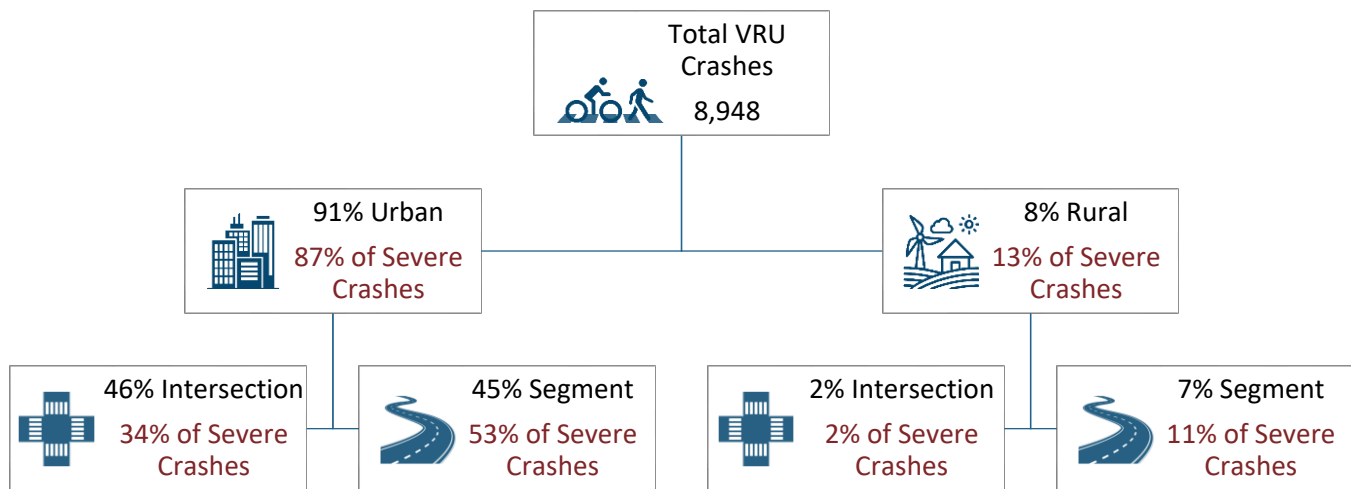 Total VRU
Crashes
8,948
91% Urban
87% of Severe
Crashes
8% Rural
13% of Severe
Crashes
46% Intersection
34% of Severe
Crashes
45% Segment
53% of Severe
Crashes
2% Intersection
2% of Severe
Crashes
7% Segment
11% of Severe
Crashes